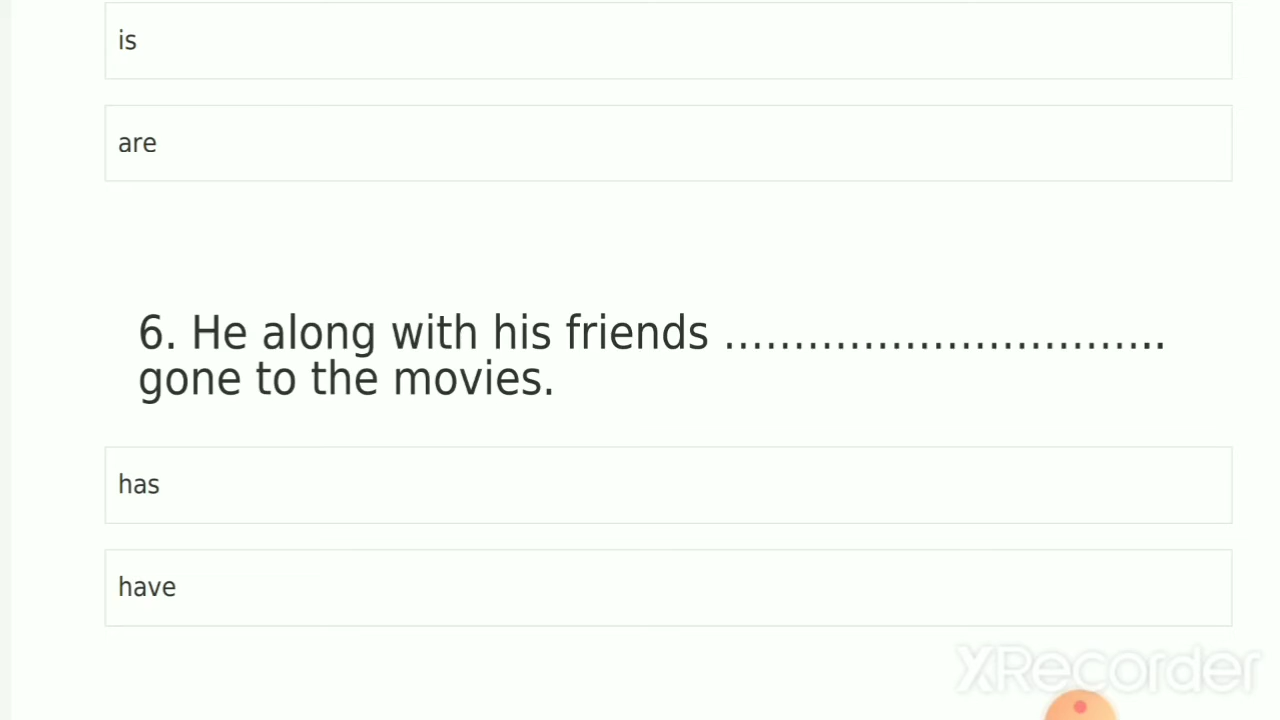 is
are
6. He along with his friends …………………………..
gone to the movies.
has
have
XRecorder